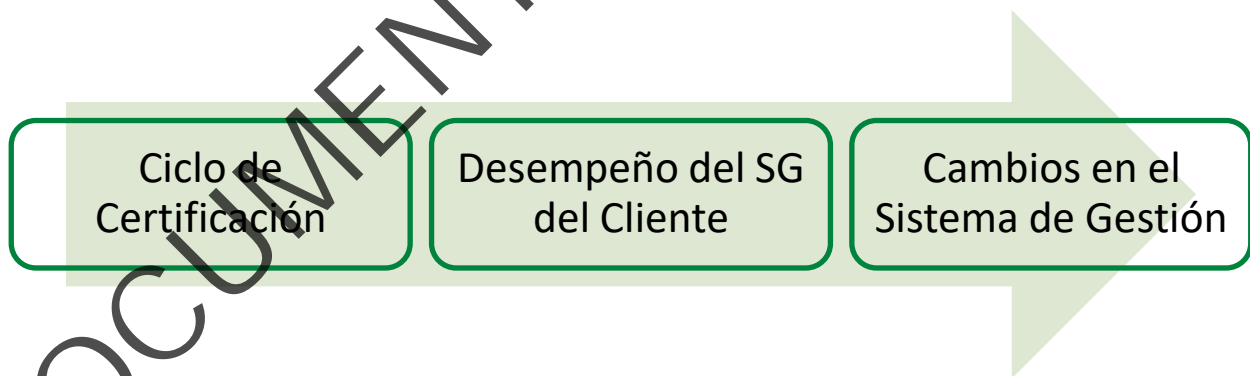 Ciclo de
Certificación
Desempeño del SG
del Cliente
Cambios en el
Sistema de Gestión